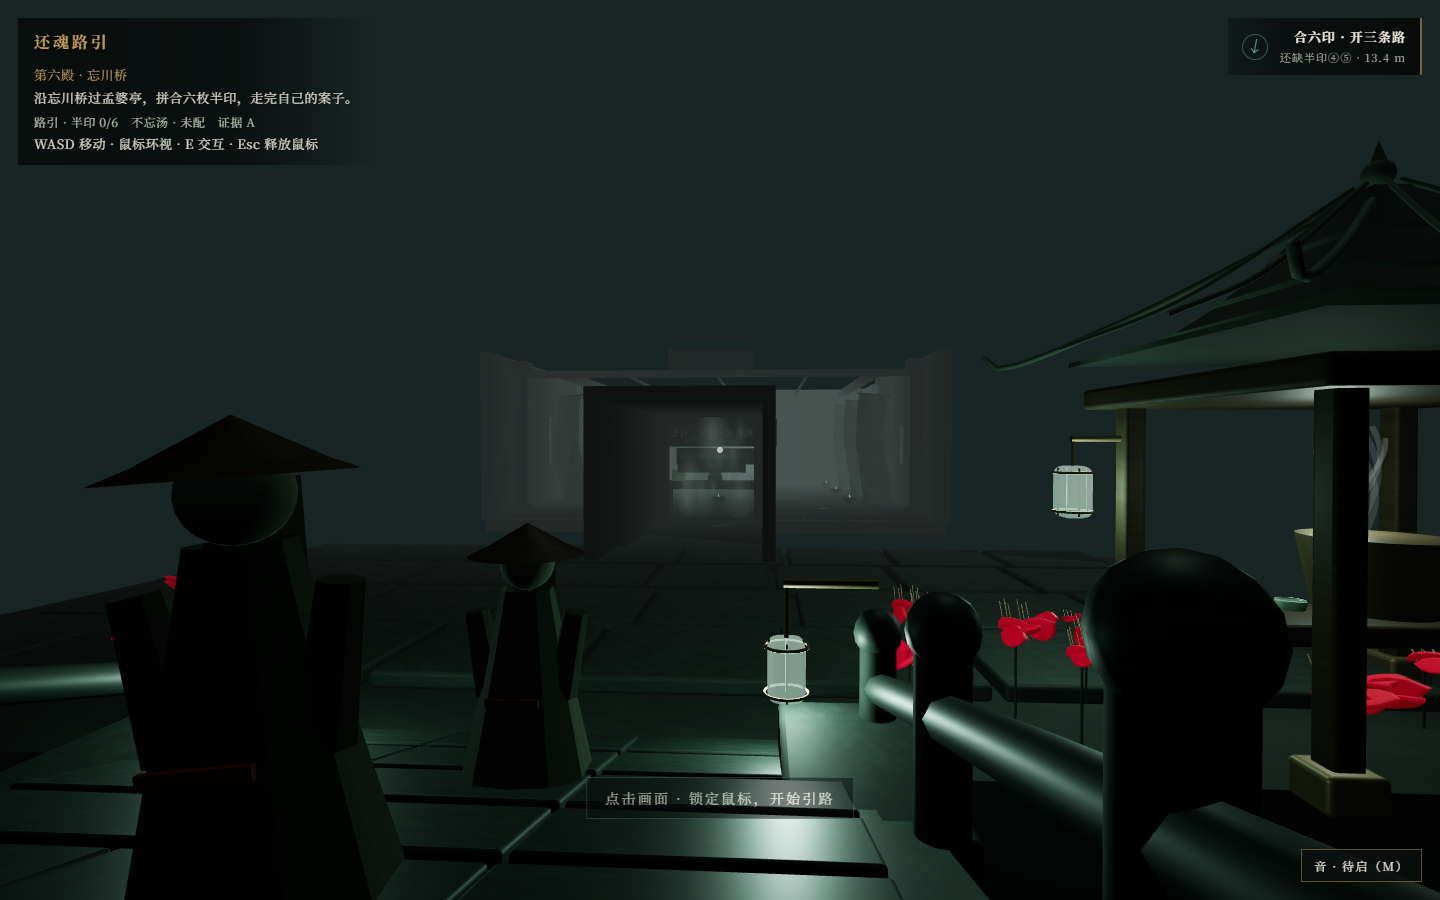 还魂路引
第六殿 · 忘川桥
沿忘川桥过孟婆亭，拼合六枚半印，走完自己的案子。
路引 · 半印 0/6 不忘汤 · 未配 证据 A
WASD 移动 · 鼠标环视 · E 交互 · Esc 释放鼠标
合六印 · 开三条路
还缺半印④⑤ · 13.4 m
点击画面 · 锁定鼠标，开始引路
音 · 待启（M）